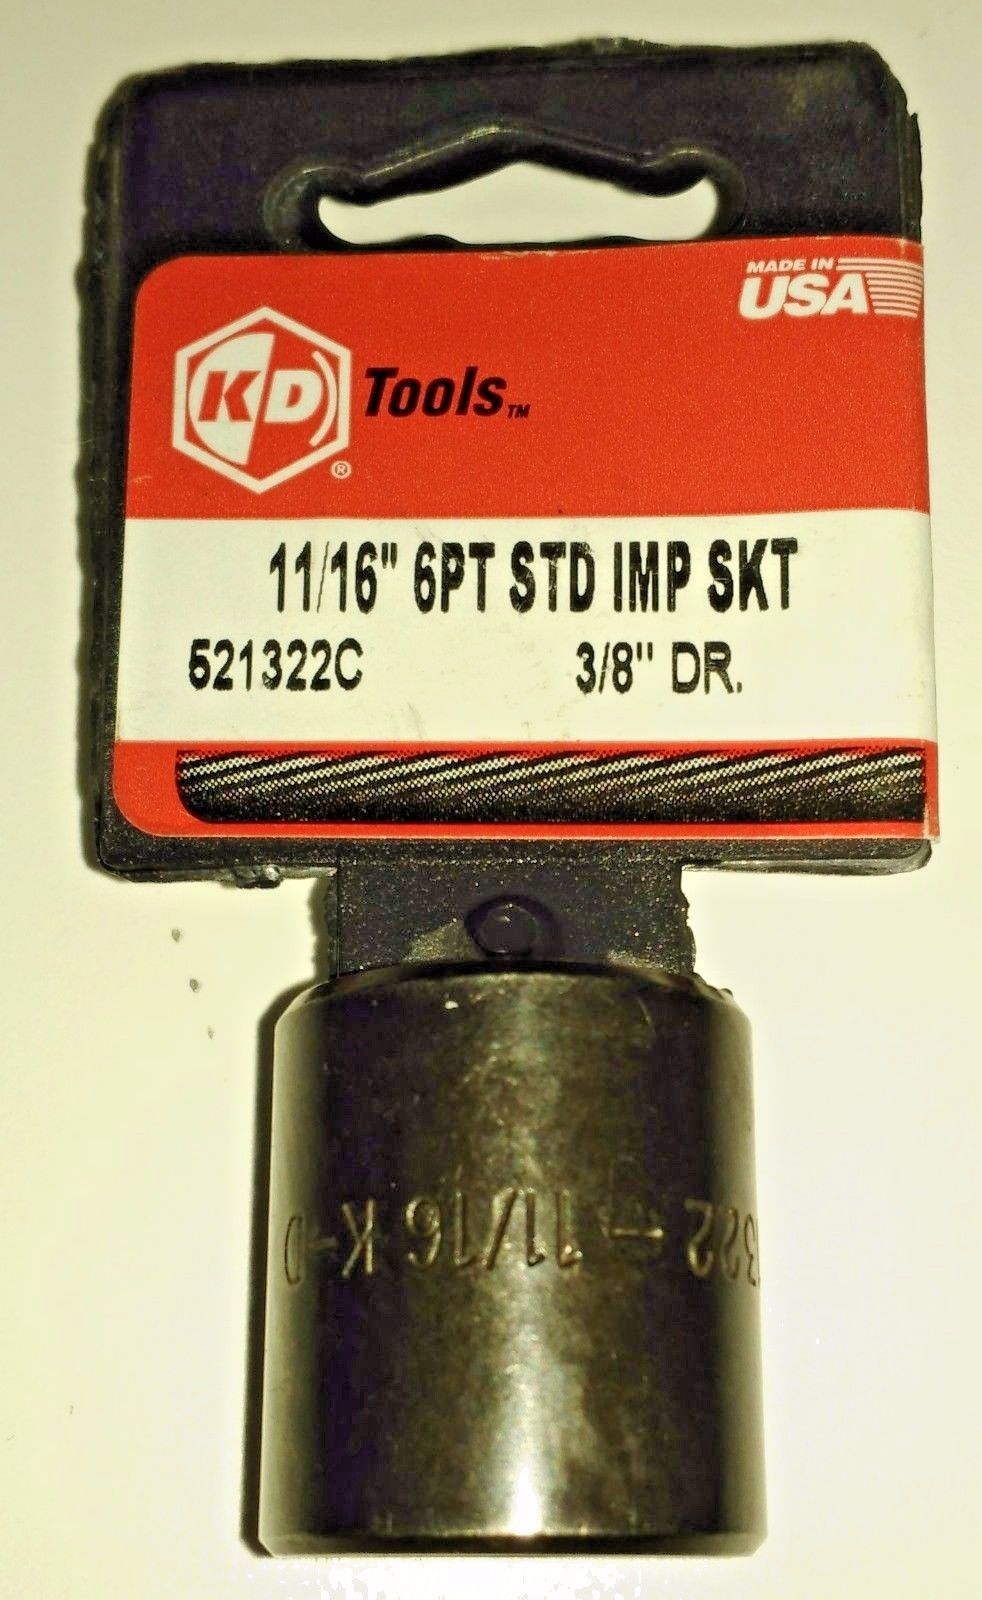 MADE IN
USA
KD Tools™
®
11/16" 6PT STD IMP SKT
521322C 3/8" DR.
322 - 11/16 K-D